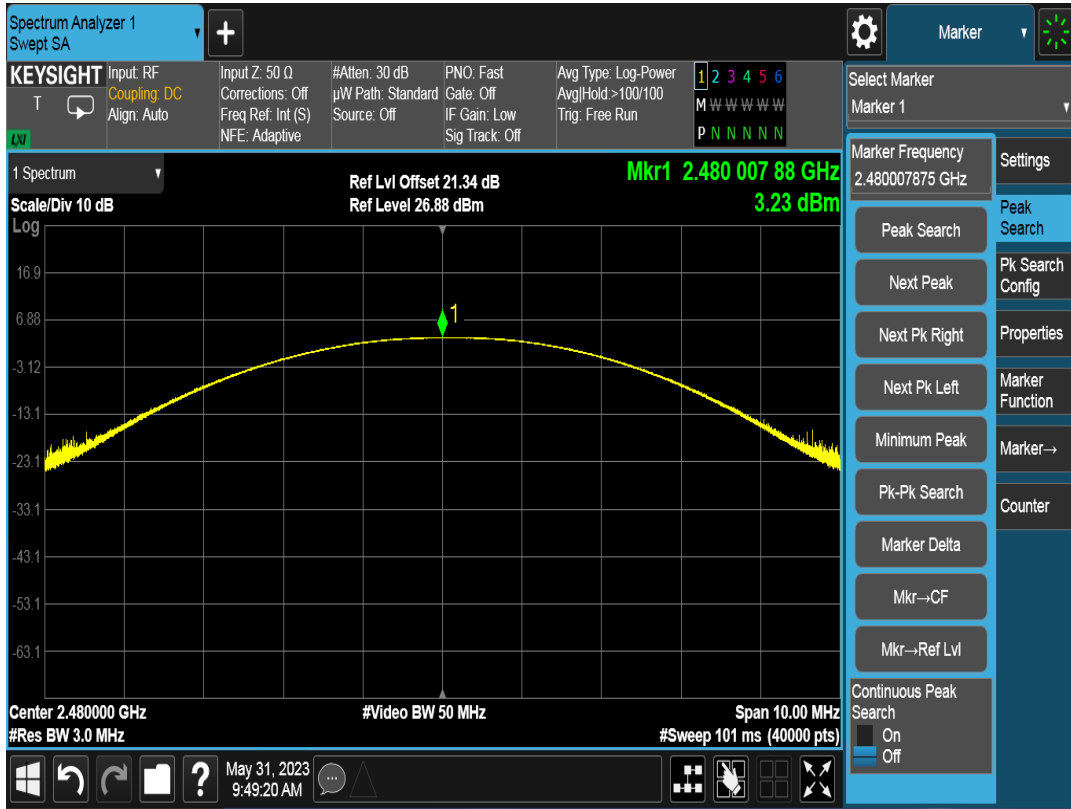 Spectrum Analyzer 1
Swept SA
+
Marker
KEYSIGHT
T
LXI
Input: RF
Coupling: DC
Align: Auto
Input Z: 50 Ω
Corrections: Off
Freq Ref: Int (S)
NFE: Adaptive
#Atten: 30 dB
µW Path: Standard
Source: Off
PNO: Fast
Gate: Off
IF Gain: Low
Sig Track: Off
Avg Type: Log-Power
Avg|Hold:>100/100
Trig: Free Run
1 2 3 4 5 6
M W W W W W
P N N N N N
Select Marker
Marker 1
1 Spectrum
Scale/Div 10 dB
Log
Ref Lvl Offset 21.34 dB
Ref Level 26.88 dBm
Mkr1 2.480 007 88 GHz
3.23 dBm
16.9
6.88
-3.12
-13.1
-23.1
-33.1
-43.1
-53.1
-63.1
1
Center 2.480000 GHz
#Res BW 3.0 MHz
#Video BW 50 MHz
Span 10.00 MHz
#Sweep 101 ms (40000 pts)
Marker Frequency
2.480007875 GHz
Peak Search
Next Peak
Next Pk Right
Next Pk Left
Minimum Peak
Pk-Pk Search
Marker Delta
Mkr→CF
Mkr→Ref Lvl
Continuous Peak
Search
On
Off
Settings
Peak
Search
Pk Search
Config
Properties
Marker
Function
Marker→
Counter
?
May 31, 2023
9:49:20 AM